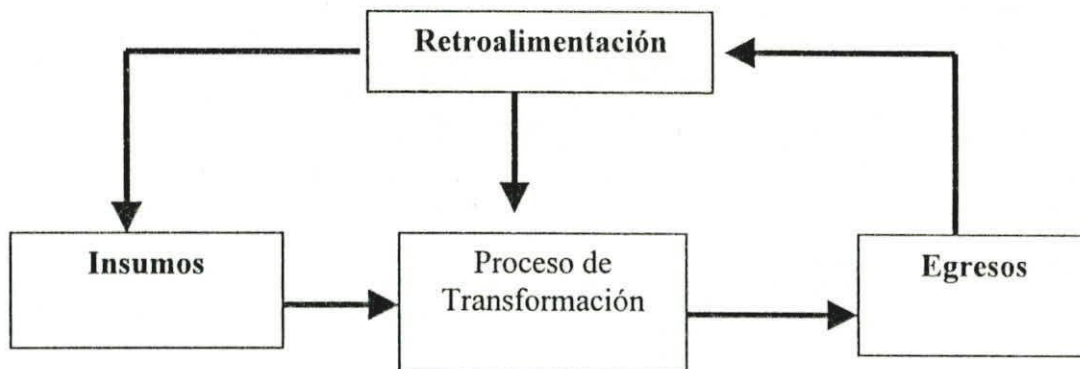 Retroalimentación
Insumos
Proceso de
Transformación
Egresos